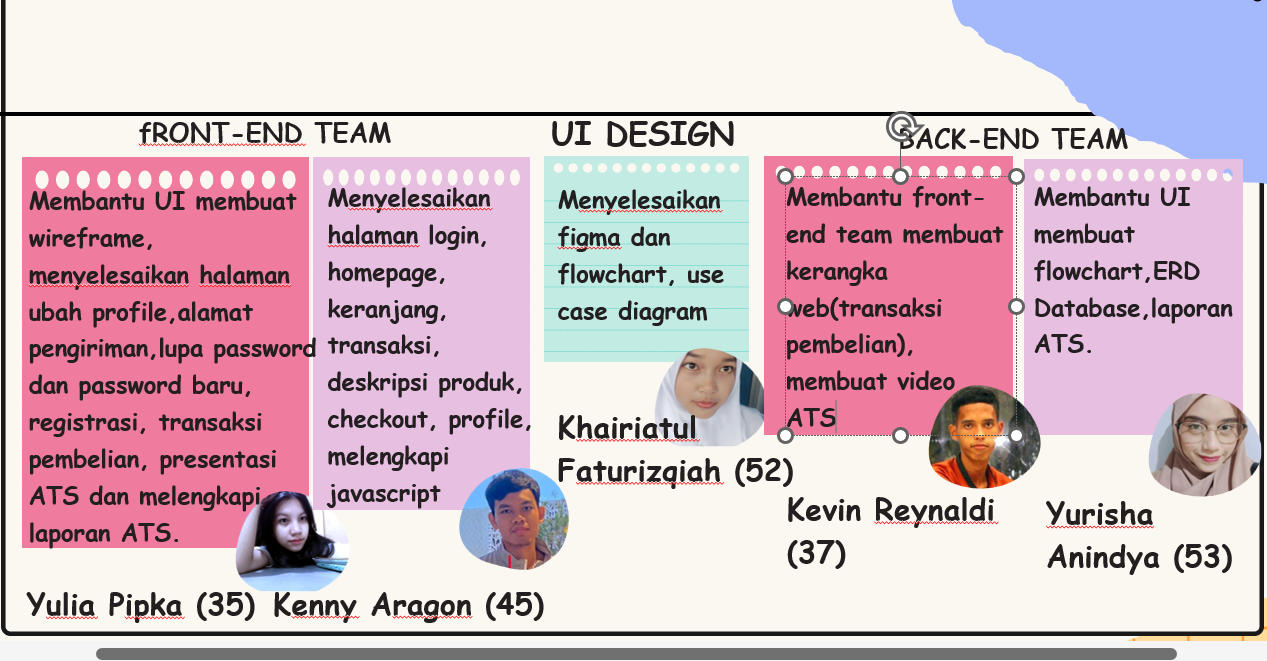 fRONT-END TEAM
Membantu UI membuat
wireframe,
menyelesaikan halaman
ubah profile,alamat
pengiriman,lupa password
dan password baru,
registrasi, transaksi
pembelian, presentasi
ATS dan melengkapi
laporan ATS.
Yulia Pipka (35)
Menyelesaikan
halaman login,
homepage,
keranjang,
transaksi,
deskripsi produk,
checkout, profile,
melengkapi
javascript
Kenny Aragon (45)
UI DESIGN
Menyelesaikan
figma dan
flowchart, use
case diagram
Khairiatul
Faturizqiah (52)
BACK-END TEAM
Membantu front-
end team membuat
kerangka
web(transaksi
pembelian),
membuat video
ATS
Kevin Reynaldi
(37)
Membantu UI
membuat
flowchart,ERD
Database,laporan
ATS.
Yurisha
Anindya (53)